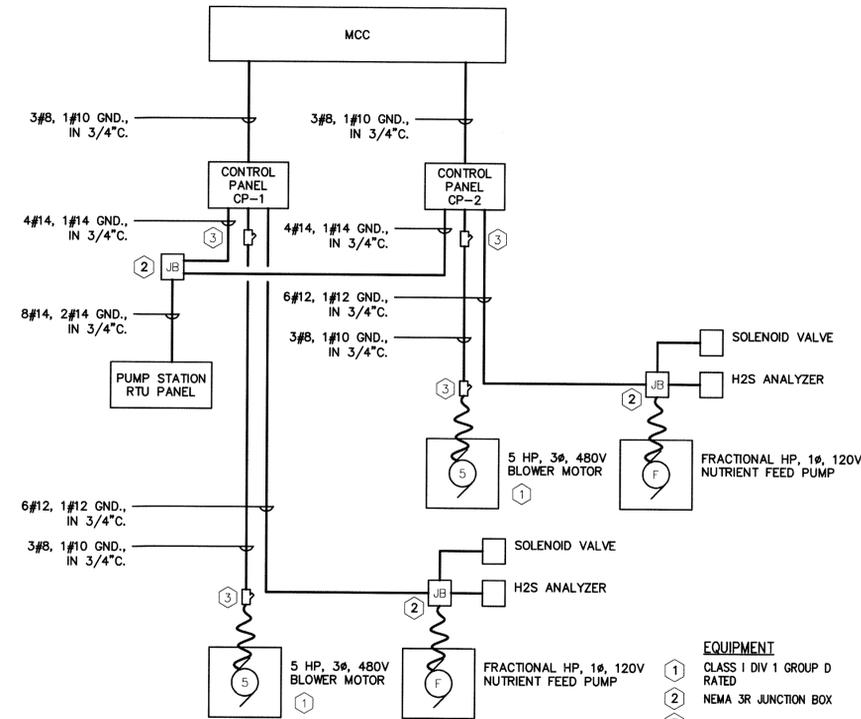 MCC
3#8, 1#10 GND.,
IN 3/4"C.
3#8, 1#10 GND.,
IN 3/4"C.
CONTROL
PANEL
CP-1
CONTROL
PANEL
CP-2
4#14, 1#14 GND.,
IN 3/4"C.
3
4#14, 1#14 GND.,
IN 3/4"C.
3
2
JB
6#12, 1#12 GND.,
IN 3/4"C.
8#14, 2#14 GND.,
IN 3/4"C.
3#8, 1#10 GND.,
IN 3/4"C.
PUMP STATION
RTU PANEL
SOLENOID VALVE
3
JB
H2S ANALYZER
2
5
5 HP, 3ø, 480V
BLOWER MOTOR
1
F
FRACTIONAL HP, 1ø, 120V
NUTRIENT FEED PUMP
6#12, 1#12 GND.,
IN 3/4"C.
3#8, 1#10 GND.,
IN 3/4"C.
SOLENOID VALVE
3
JB
H2S ANALYZER
2
5
5 HP, 3ø, 480V
BLOWER MOTOR
1
F
FRACTIONAL HP, 1ø, 120V
NUTRIENT FEED PUMP
EQUIPMENT
1 CLASS I DIV 1 GROUP D
RATED
2 NEMA 3R JUNCTION BOX